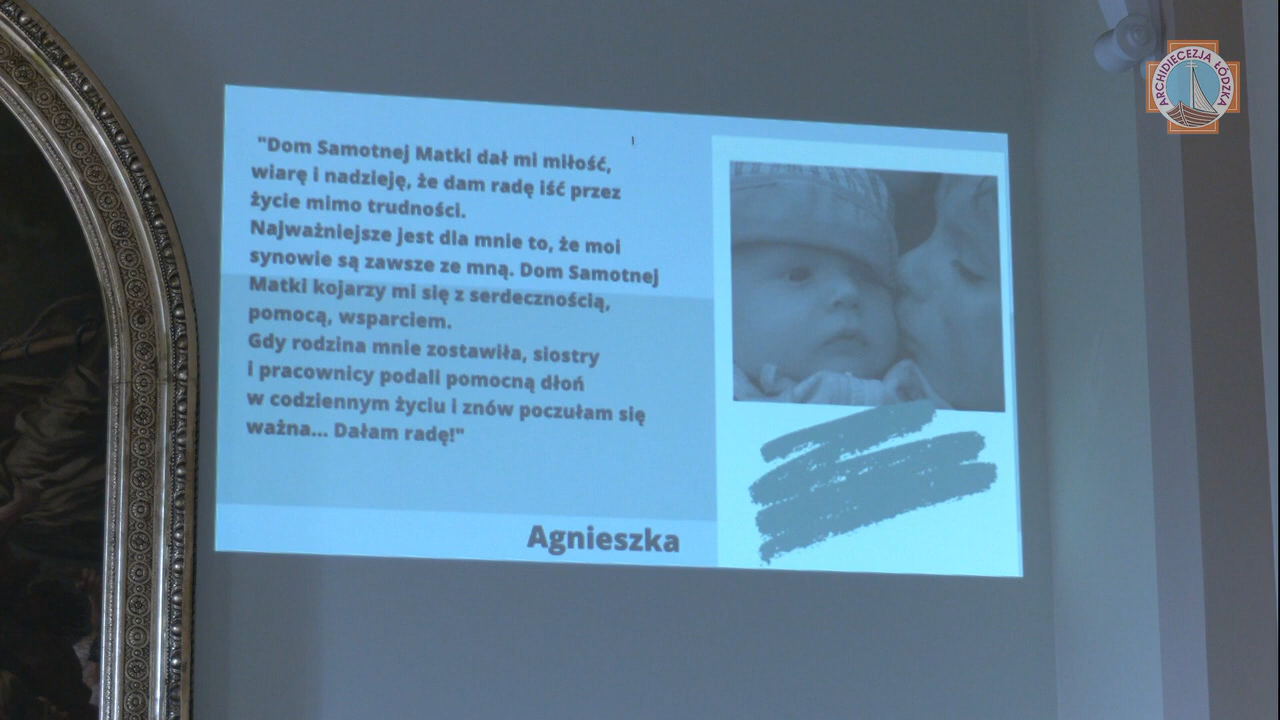 "Dom Samotnej Matki dał mi miłość,
wiarę i nadzieję, że dam radę iść przez
życie mimo trudności.
Najważniejsze jest dla mnie to, że moi
synowie są zawsze ze mną. Dom Samotnej
Matki kojarzy mi się z serdecznością,
pomocą, wsparciem.
Gdy rodzina mnie zostawiła, siostry
i pracownicy podali pomocną dłoń
w codziennym życiu i znów poczułam się
ważna... Dałam radę!"
Agnieszka
ARCHIDIECEZJA ŁÓDZKA